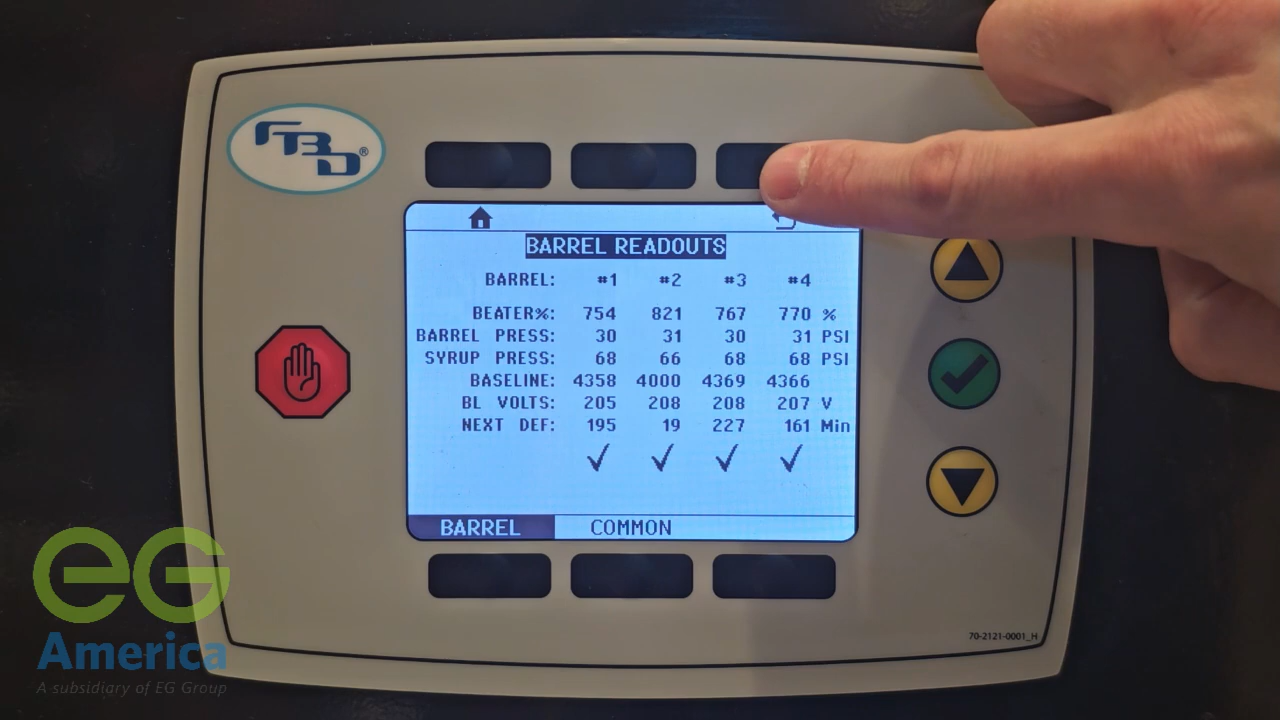 FBD®
BARREL READOUTS
BARREL: #1 #2 #3 #4
BEATER%: 754 821 767 770 %
BARREL PRESS: 30 31 30 31 PSI
SYRUP PRESS: 68 66 68 68 PSI
BASELINE: 4358 4000 4369 4366
BL VOLTS: 205 208 208 207 V
NEXT DEF: 195 19 227 161 Min
BARREL COMMON
70-2121-0001_H
eG
America
A subsidiary of EG Group